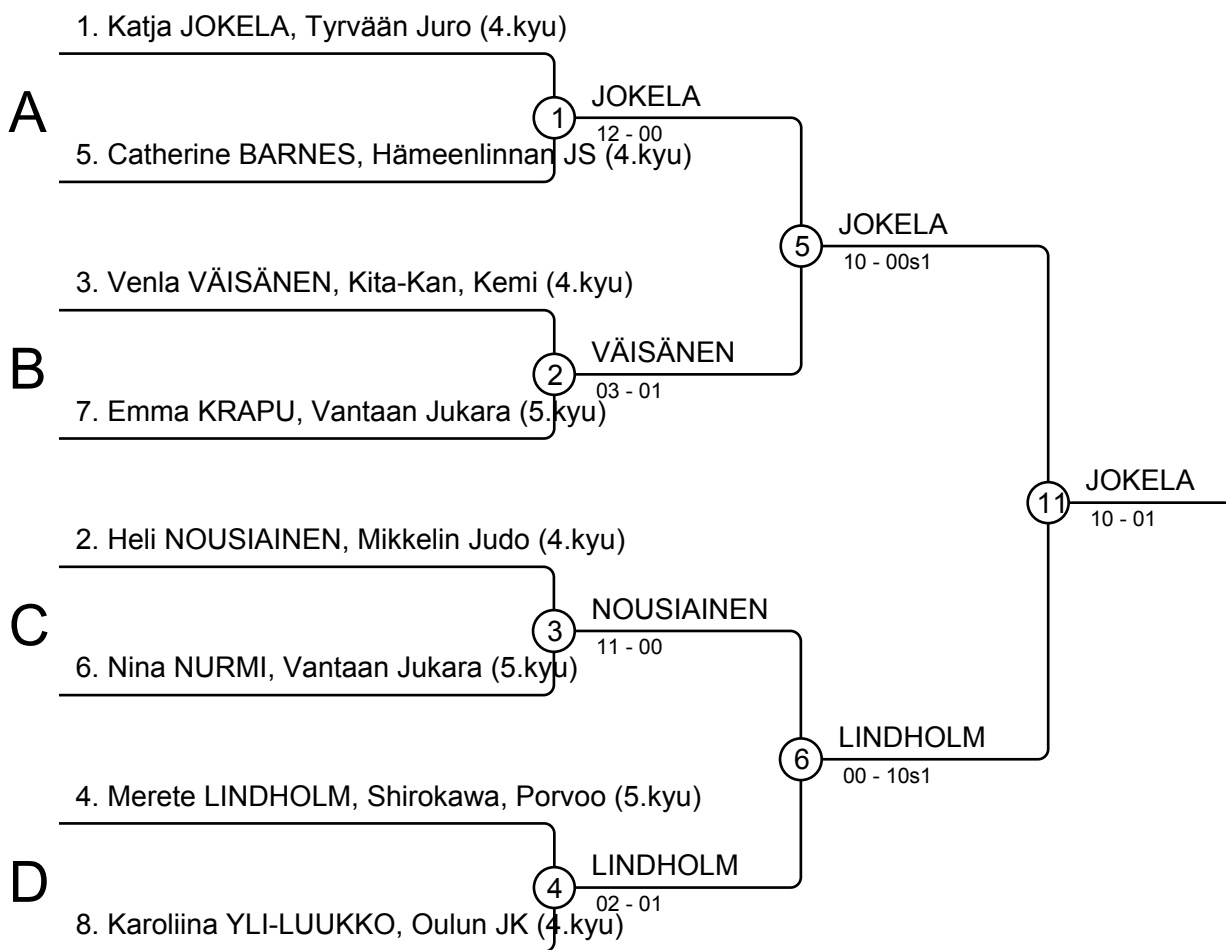 1. Katja JOKELA, Tyrvään Juro (4.kyu)
A
1
JOKELA
12 - 00
5. Catherine BARNES, Hämeenlinnan JS (4.kyu)
5
JOKELA
10 - 00s1
3. Venla VÄISÄNEN, Kita-Kan, Kemi (4.kyu)
B
2
VÄISÄNEN
03 - 01
7. Emma KRAPU, Vantaan Jukara (5.kyu)
11
JOKELA
10 - 01
2. Heli NOUSIAINEN, Mikkelin Judo (4.kyu)
C
3
NOUSIAINEN
11 - 00
6. Nina NURMI, Vantaan Jukara (5.kyu)
6
LINDHOLM
00 - 10s1
4. Merete LINDHOLM, Shirokawa, Porvoo (5.kyu)
D
4
LINDHOLM
02 - 01
8. Karoliina YLI-LUUKKO, Oulun JK (4.kyu)